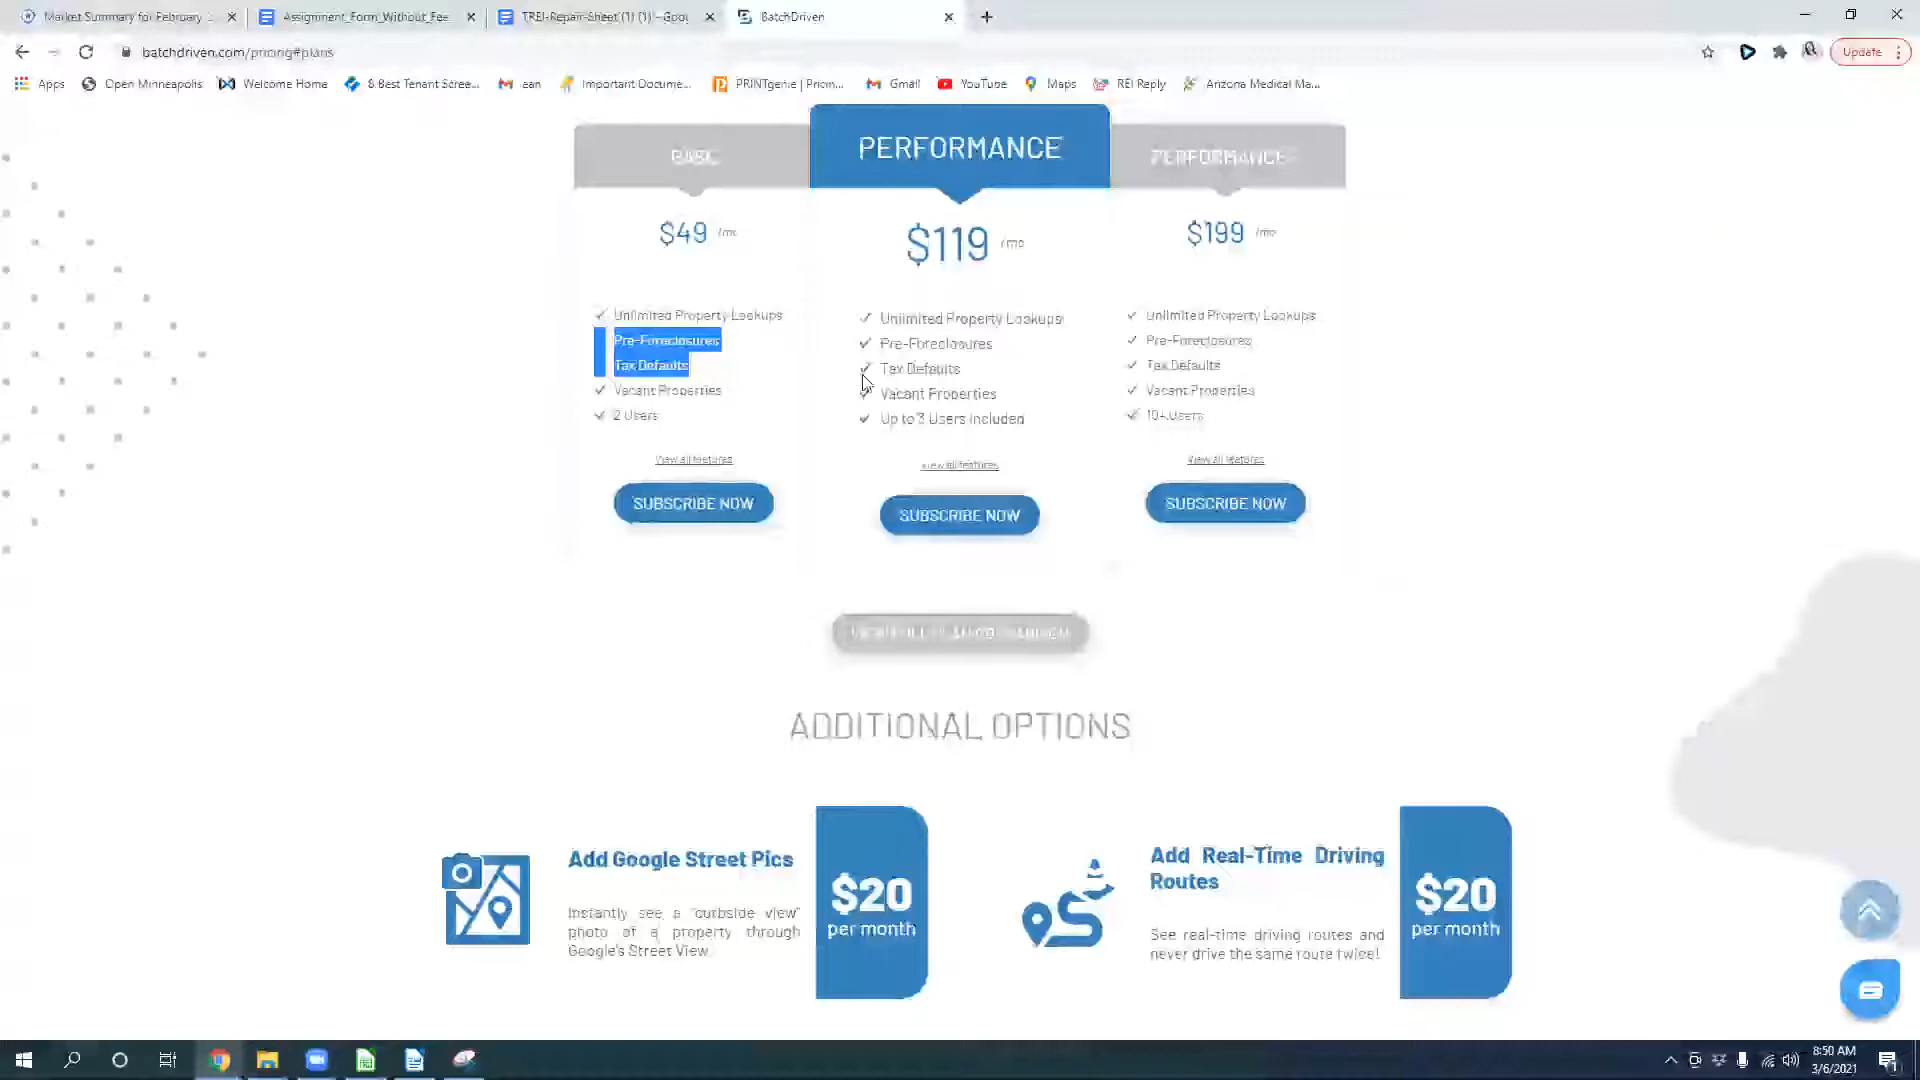 Market Summary for February
Assignment_Form_Without_Fee
TREI-Repair-Sheet (1) (1) - Goo
BatchDriven
batchdriven.com/pricing#plans
Update
Apps
Open Minneapolis
Welcome Home
8 Best Tenant Scree...
ean
Important Docume...
PRINTgenie | Pricin...
Gmail
YouTube
Maps
REI Reply
Arizona Medical Ma...
BASIC
PERFORMANCE
PERFORMANCE
$49 /mo
$119 /mo
$199 /mo
Unlimited Property Lookups
Pre-Foreclosures
Tax Defaults
Vacant Properties
2 Users
View all features
SUBSCRIBE NOW
Unlimited Property Lookups
Pre-Foreclosures
Tax Defaults
Vacant Properties
Up to 3 Users Included
View all features
SUBSCRIBE NOW
Unlimited Property Lookups
Pre-Foreclosures
Tax Defaults
Vacant Properties
10+ Users
View all features
SUBSCRIBE NOW
ADDITIONAL OPTIONS
Add Google Street Pics
Instantly see a "curbside view"
photo of a property through
Google's Street View.
$20
per month
Add Real-Time Driving
Routes
See real-time driving routes and
never drive the same route twice!
$20
per month
8:50 AM
3/6/2021